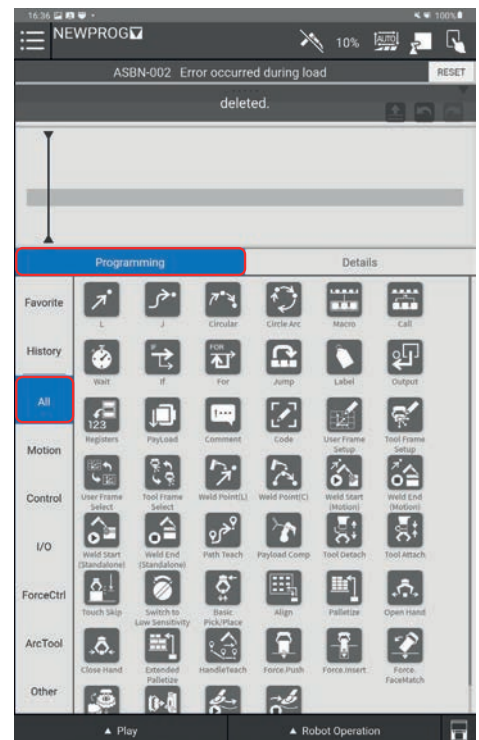 16:36 100%
NEWPROG 10% AUTO
ASBN-002 Error occurred during load RESET
deleted.
Programming Details
Favorite
L J Circular Circle Arc Macro Call
History
Wait If For Jump Label Output
All
Registers PayLoad Comment Code User Frame Setup Tool Frame Setup
Motion
User Frame Select Tool Frame Select Weld Point(L) Weld Point(C) Weld Start (Motion) Weld End (Motion)
Control
Weld Start (Standalone) Weld End (Standalone) Path Teach Payload Comp Tool Detach Tool Attach
I/O
Touch Skip Switch to Low Sensitivity Basic Pick/Place Align Palletize Open Hand
ForceCtrl
Close Hand Extended Palletize HandleTeach Force.Push Force.Insert Force.FaceMatch
ArcTool
Other
Play Robot Operation